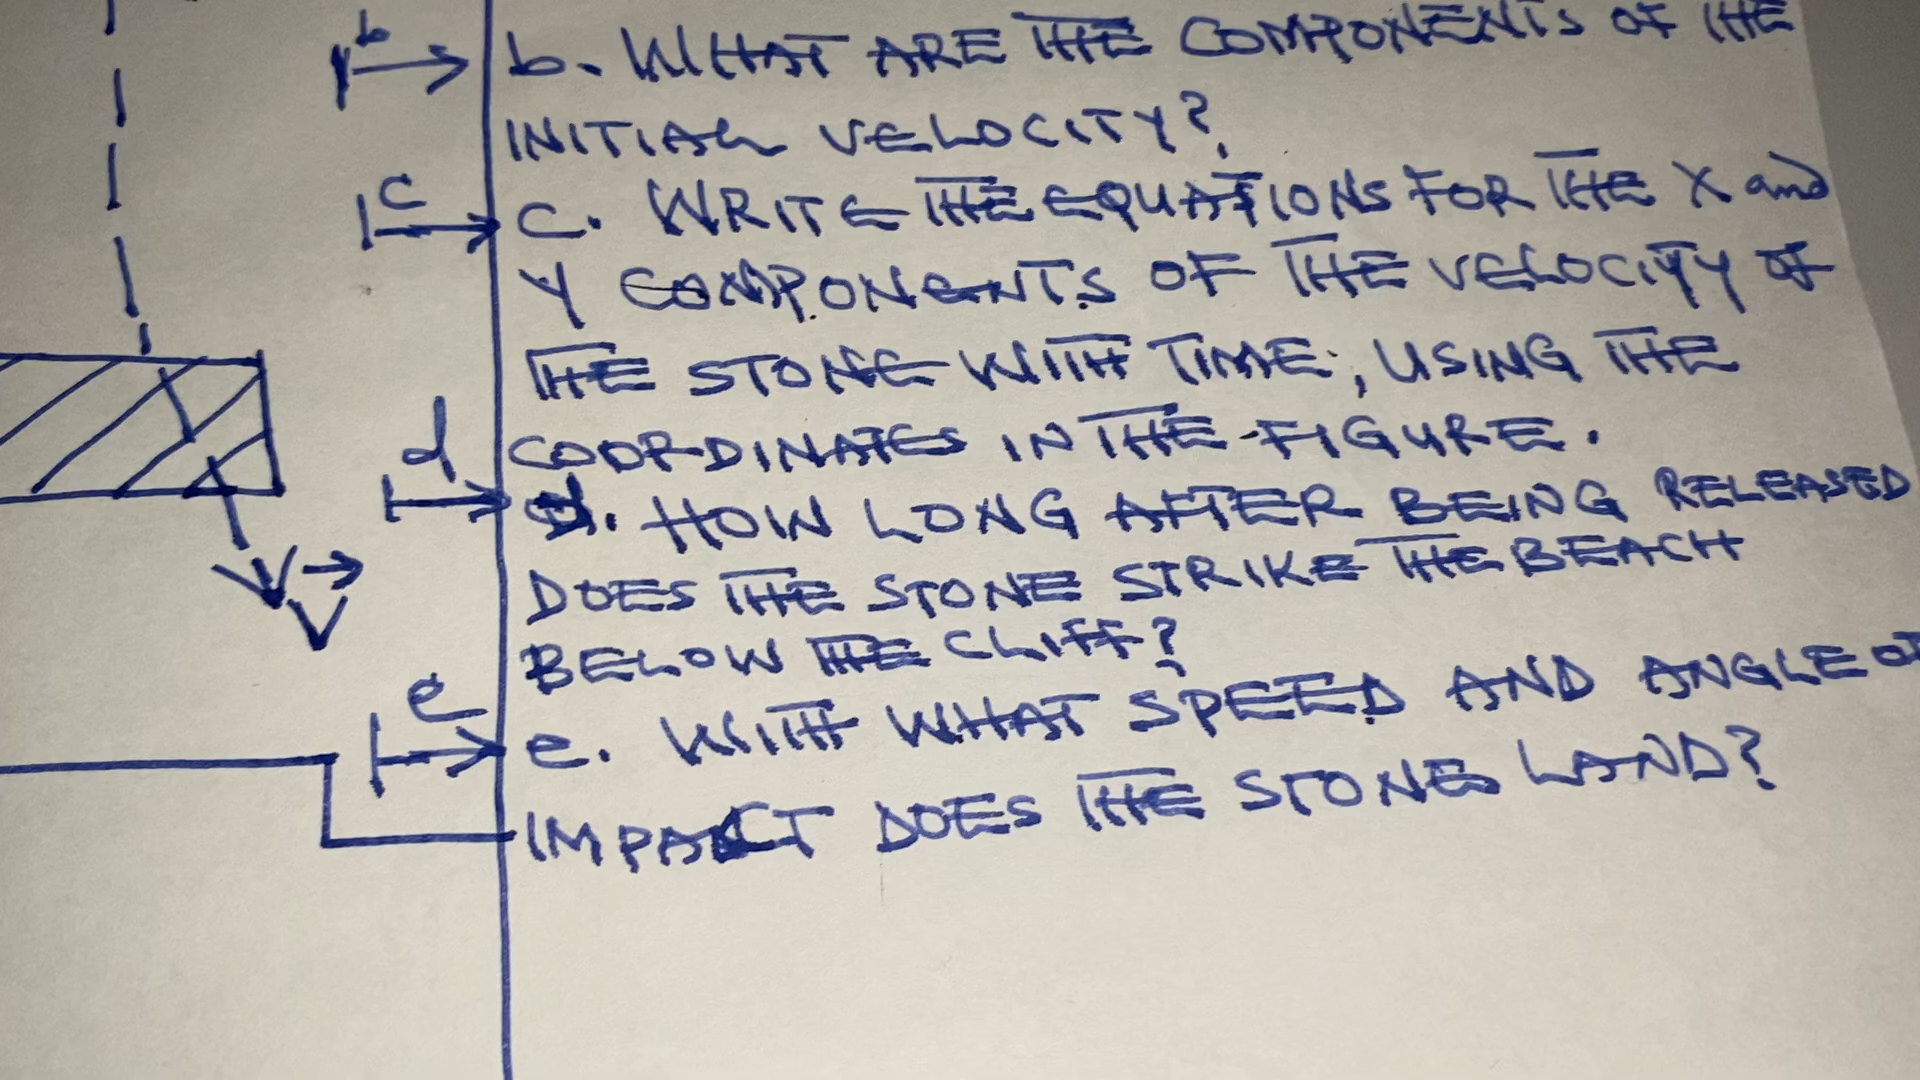 b
b. WHAT ARE THE COMPONENTS OF THE
INITIAL VELOCITY?
c
c. WRITE THE EQUATIONS FOR THE X and
Y COMPONENTS OF THE VELOCITY OF
THE STONE WITH TIME, USING THE
d
COORDINATES IN THE FIGURE.
d. HOW LONG AFTER BEING RELEASED
DOES THE STONE STRIKE THE BEACH
V
BELOW THE CLIFF?
e
e. WITH WHAT SPEED AND ANGLE OF
IMPACT DOES THE STONES LAND?